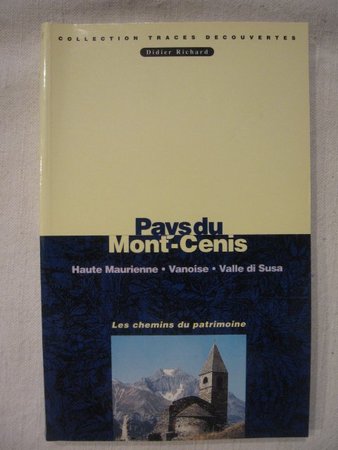 COLLECTION TRACES DECOUVERTES
Didier Richard
Pays du
Mont-Cenis
Haute Maurienne • Vanoise • Valle di Susa
Les chemins du patrimoine